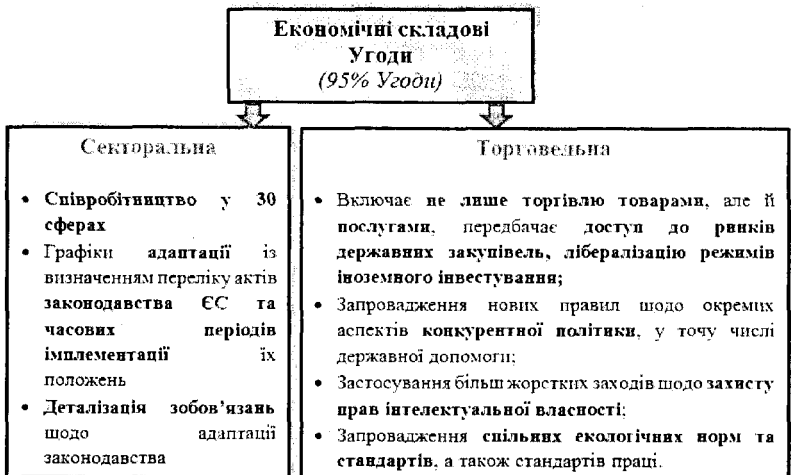 Економічні складові
Угоди
(95% Угоди)
Секторальна
• Співробітництво у 30
сферах
• Графіки адаптації із
визначенням переліку актів
законодавства ЄС та
часових періодів
імплементації їх
положень
• Деталізація зобов’язань
щодо адаптації
законодавства
Торговельна
• Включає не лише торгівлю товарами, але й
послугами, передбачає доступ до ринків
державних закупівель, лібералізацію режимів
іноземного інвестування;
• Запровадження нових правил щодо окремих
аспектів конкурентної політики, у точу числі
державної допомоги;
• Застосування більш жорстких заходів щодо захисту
прав інтелектуальної власності;
• Запровадження спільних екологічних норм та
стандартів, а також стандартів праці.